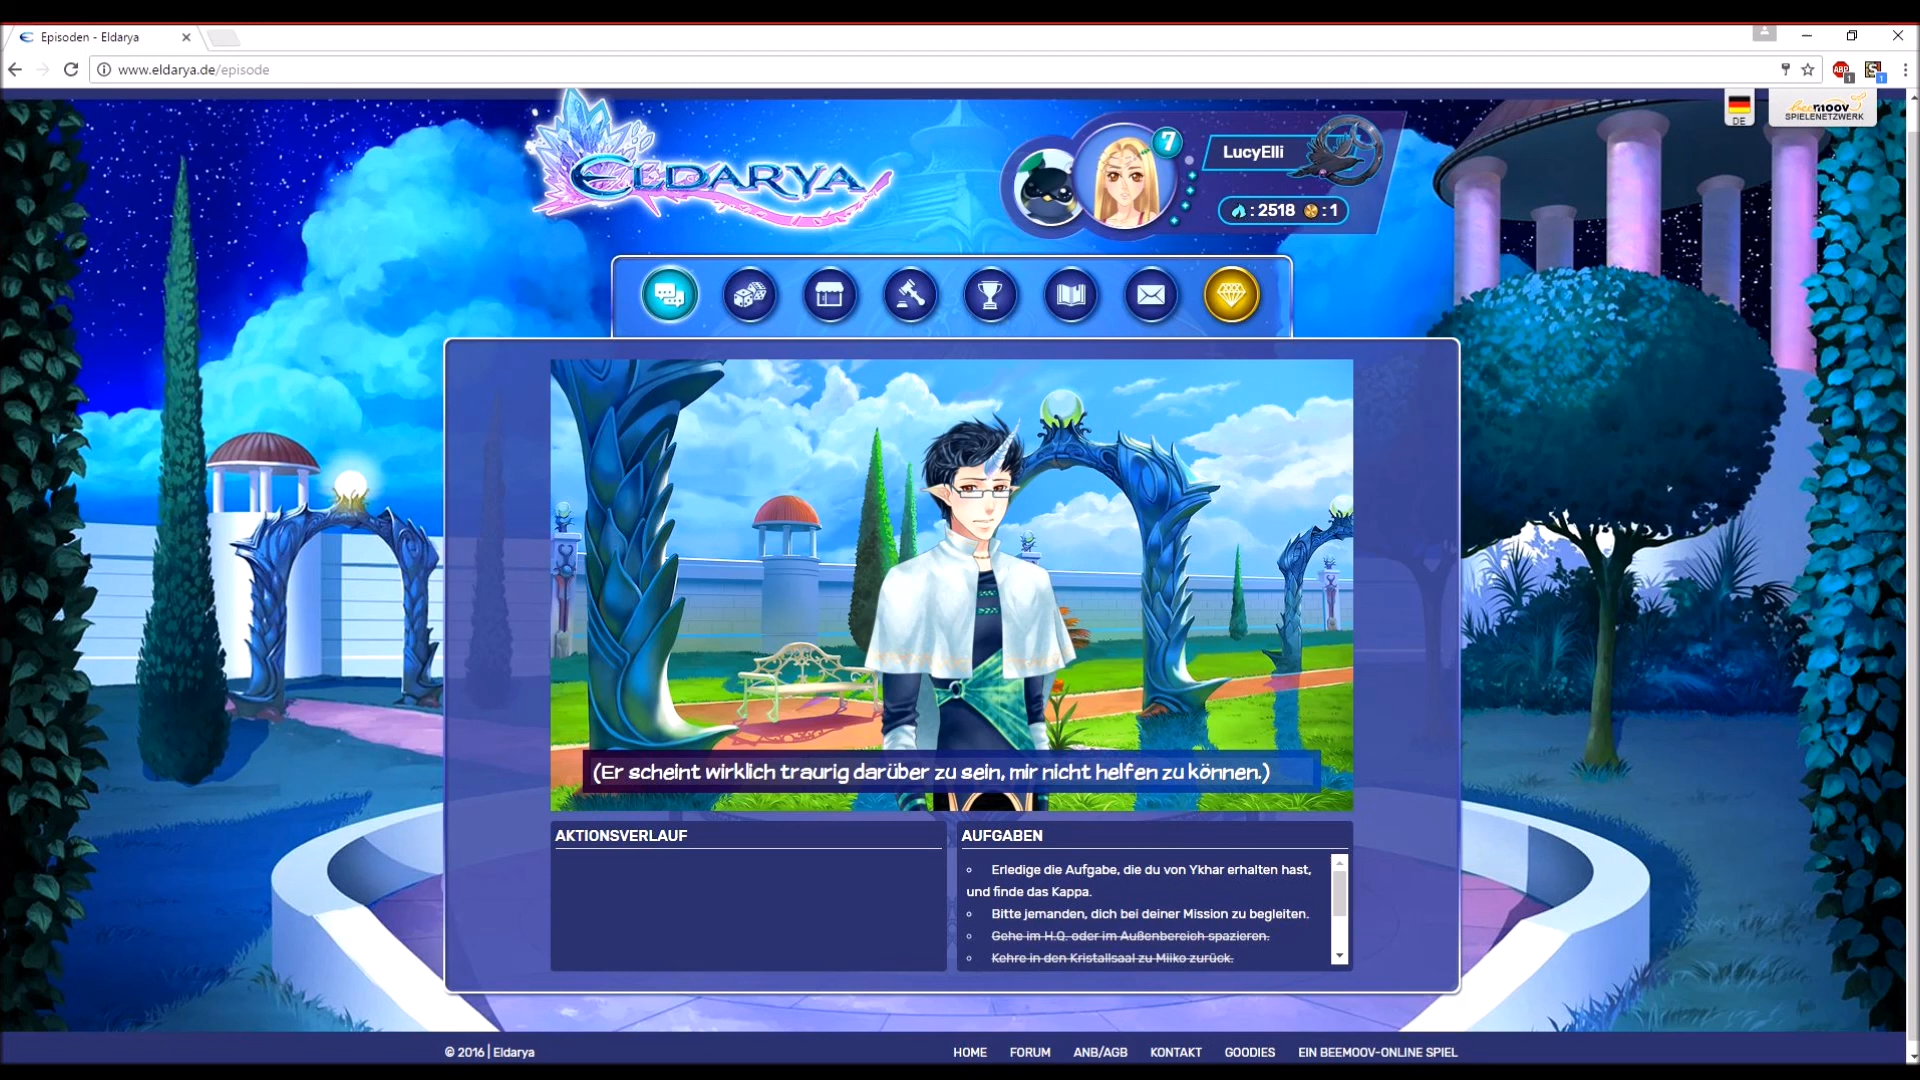 Episoden - Eldarya
www.eldarya.de/episode
ABP
1
S
1
ELDARYA
7
LucyElli
: 2518 : 1
DE
beemoov
SPIELENETZWERK
(Er scheint wirklich traurig darüber zu sein, mir nicht helfen zu können.)
AKTIONSVERLAUF
AUFGABEN
Erledige die Aufgabe, die du von Ykhar erhalten hast,
und finde das Kappa.
Bitte jemanden, dich bei deiner Mission zu begleiten.
Gehe im H.Q. oder im Außenbereich spazieren.
Kehre in den Kristallsaal zu Miiko zurück.
© 2016 | Eldarya
HOME FORUM ANB/AGB KONTAKT GOODIES EIN BEEMOOV-ONLINE SPIEL